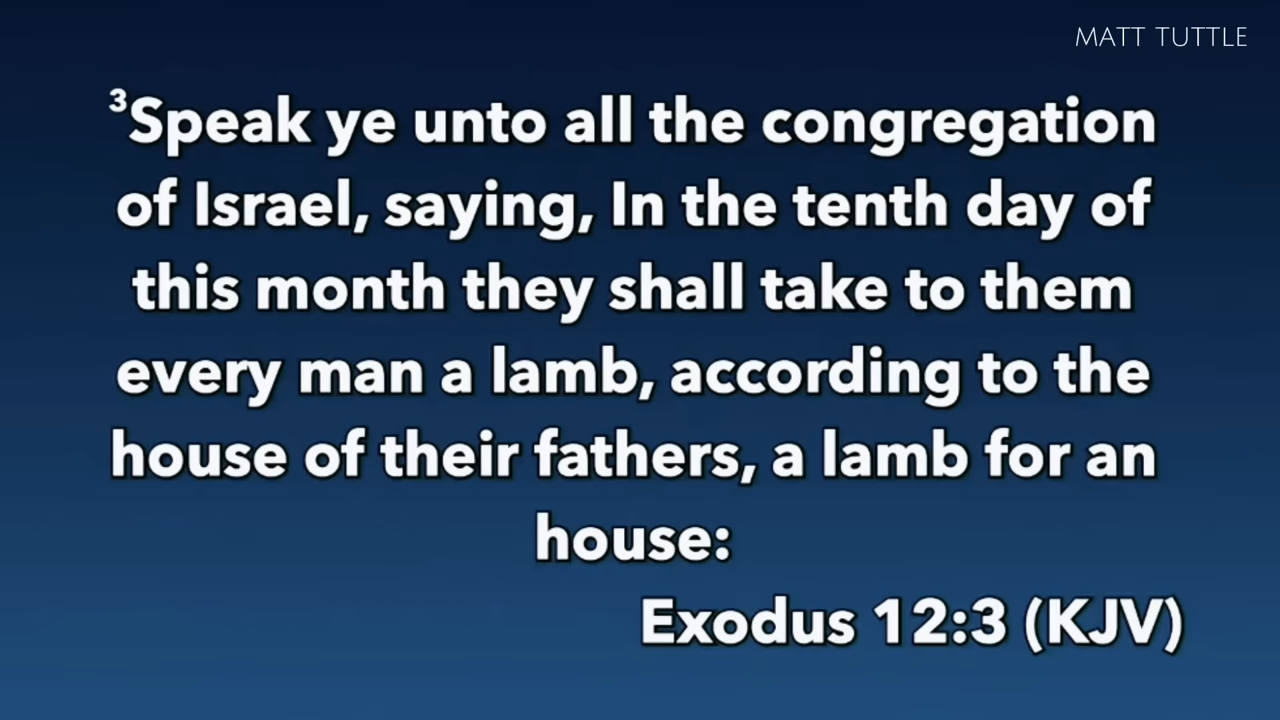 MATT TUTTLE
³Speak ye unto all the congregation
of Israel, saying, In the tenth day of
this month they shall take to them
every man a lamb, according to the
house of their fathers, a lamb for an
house:
Exodus 12:3 (KJV)